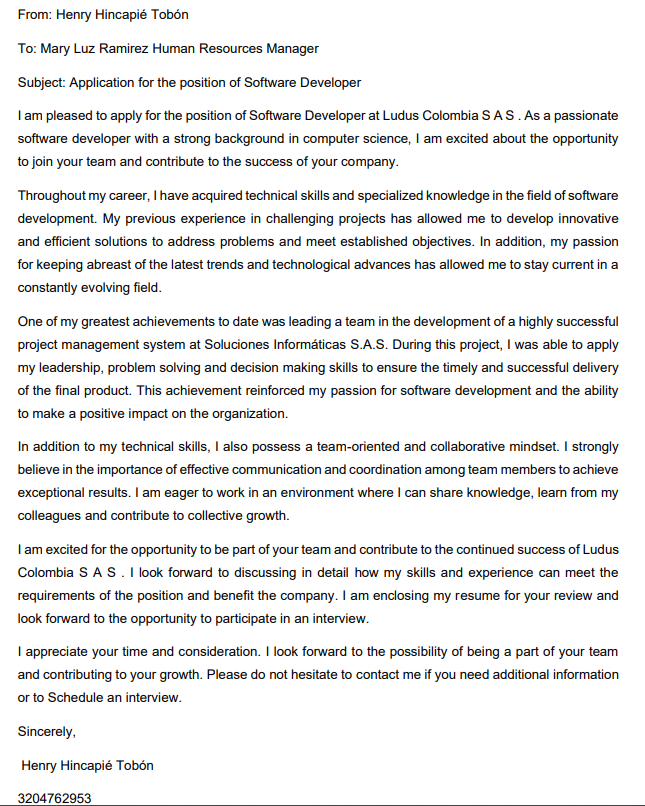 From: Henry Hincapié Tobón
To: Mary Luz Ramirez Human Resources Manager
Subject: Application for the position of Software Developer
I am pleased to apply for the position of Software Developer at Ludus Colombia S A S . As a passionate
software developer with a strong background in computer science, I am excited about the opportunity
to join your team and contribute to the success of your company.
Throughout my career, I have acquired technical skills and specialized knowledge in the field of software
development. My previous experience in challenging projects has allowed me to develop innovative
and efficient solutions to address problems and meet established objectives. In addition, my passion
for keeping abreast of the latest trends and technological advances has allowed me to stay current in a
constantly evolving field.
One of my greatest achievements to date was leading a team in the development of a highly successful
project management system at Soluciones Informáticas S.A.S. During this project, I was able to apply
my leadership, problem solving and decision making skills to ensure the timely and successful delivery
of the final product. This achievement reinforced my passion for software development and the ability
to make a positive impact on the organization.
In addition to my technical skills, I also possess a team-oriented and collaborative mindset. I strongly
believe in the importance of effective communication and coordination among team members to achieve
exceptional results. I am eager to work in an environment where I can share knowledge, learn from my
colleagues and contribute to collective growth.
I am excited for the opportunity to be part of your team and contribute to the continued success of Ludus
Colombia S A S . I look forward to discussing in detail how my skills and experience can meet the
requirements of the position and benefit the company. I am enclosing my resume for your review and
look forward to the opportunity to participate in an interview.
I appreciate your time and consideration. I look forward to the possibility of being a part of your team
and contributing to your growth. Please do not hesitate to contact me if you need additional information
or to Schedule an interview.
Sincerely,
Henry Hincapié Tobón
3204762953